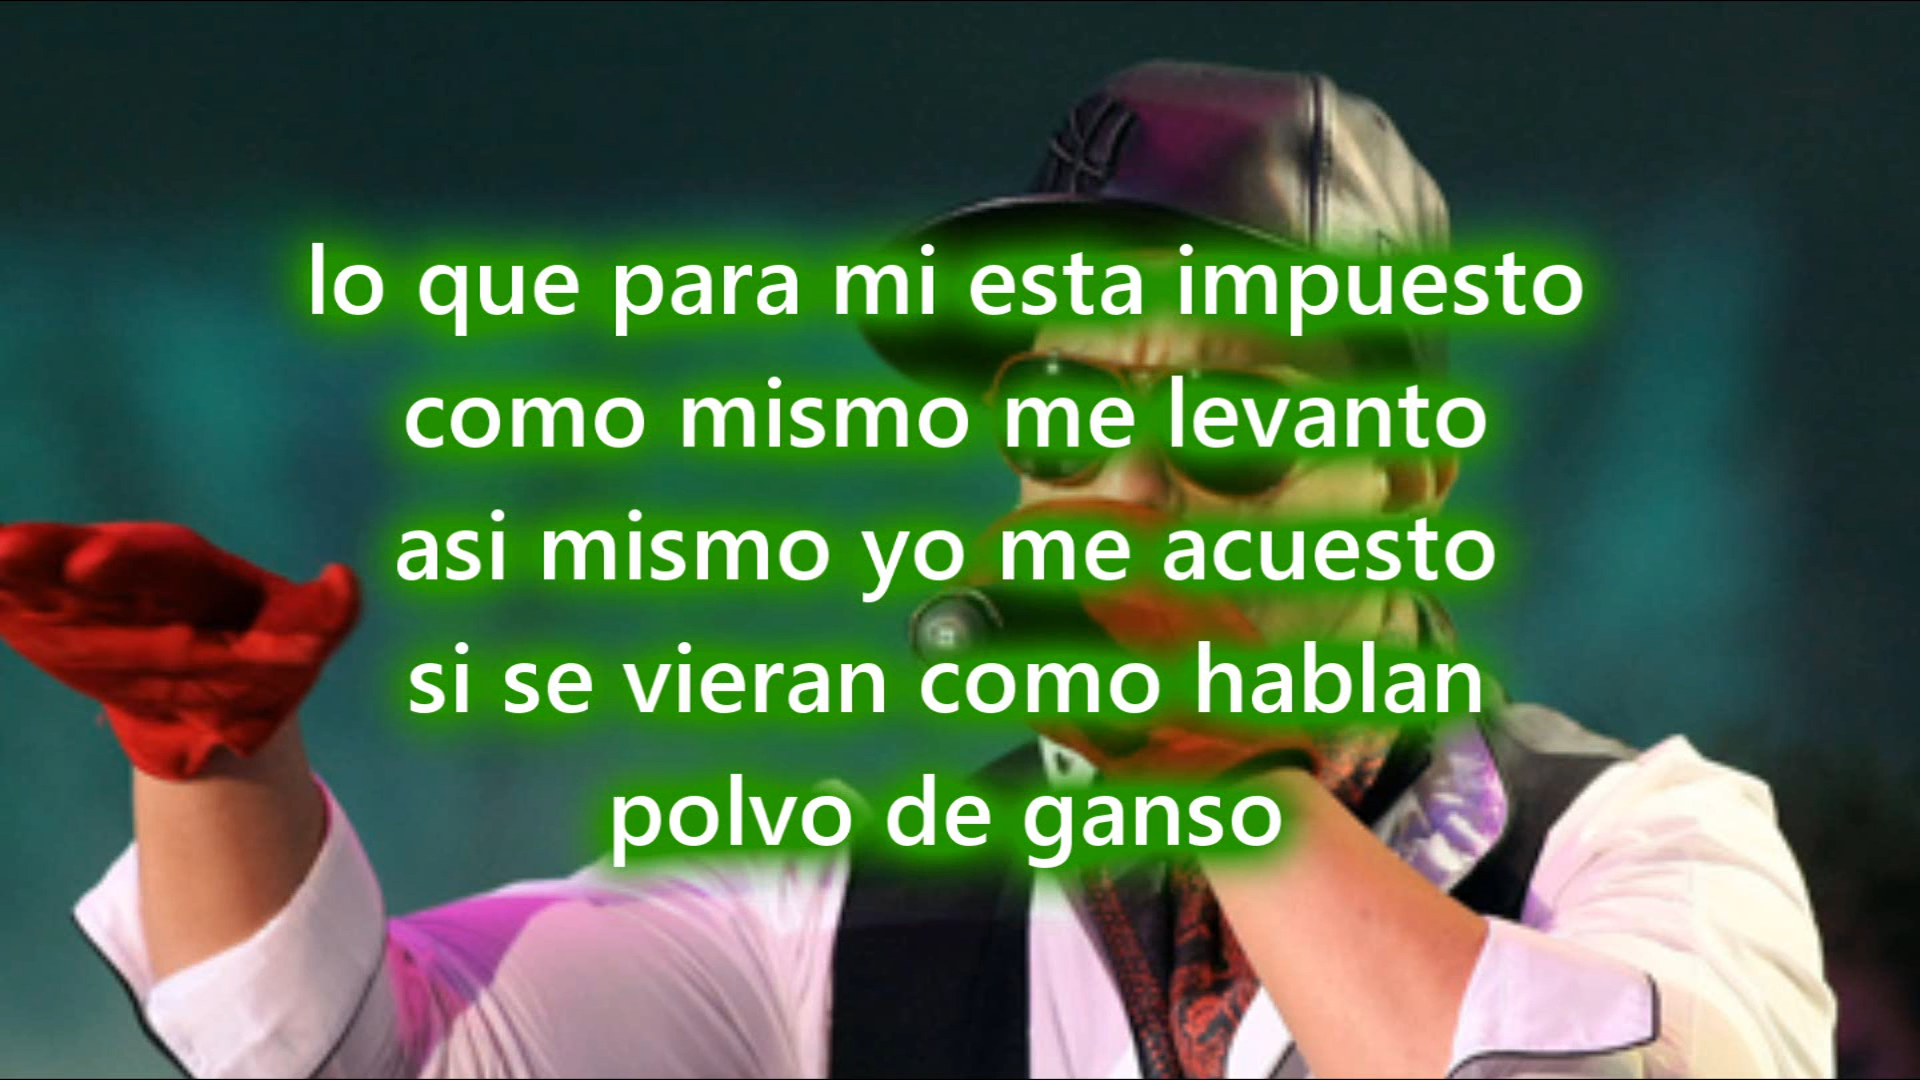 lo que para mi esta impuesto
como mismo me levanto
asi mismo yo me acuesto
si se vieran como hablan
polvo de ganso